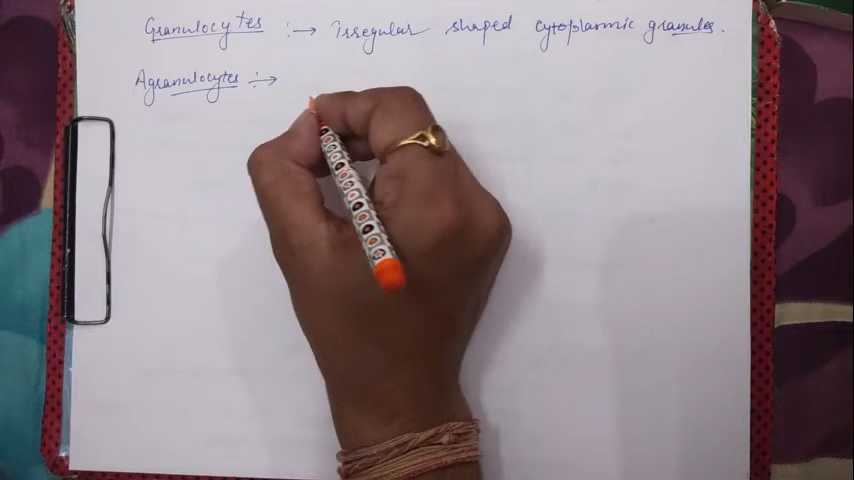 Granulocytes :→ Irregular shaped cytoplasmic granules.
Agranulocytes :→